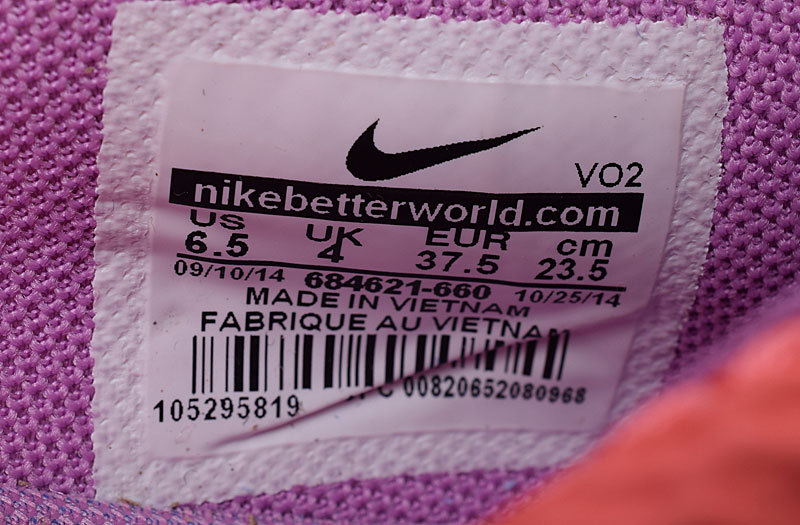 VO2
nikebetterworld.com
US UK EUR cm
6.5 4 37.5 23.5
09/10/14 684621-660 10/25/14
MADE IN VIETNAM
FABRIQUE AU VIETNAM
105295819 00820652080968